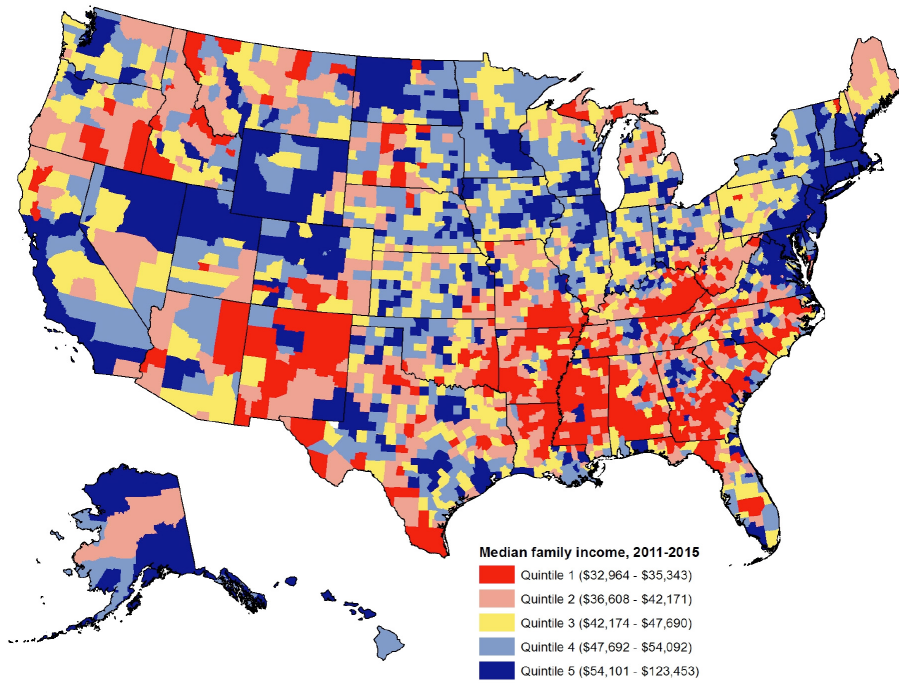 Median family income, 2011-2015
Quintile 1 ($32,964 - $35,343)
Quintile 2 ($36,608 - $42,171)
Quintile 3 ($42,174 - $47,690)
Quintile 4 ($47,692 - $54,092)
Quintile 5 ($54,101 - $123,453)